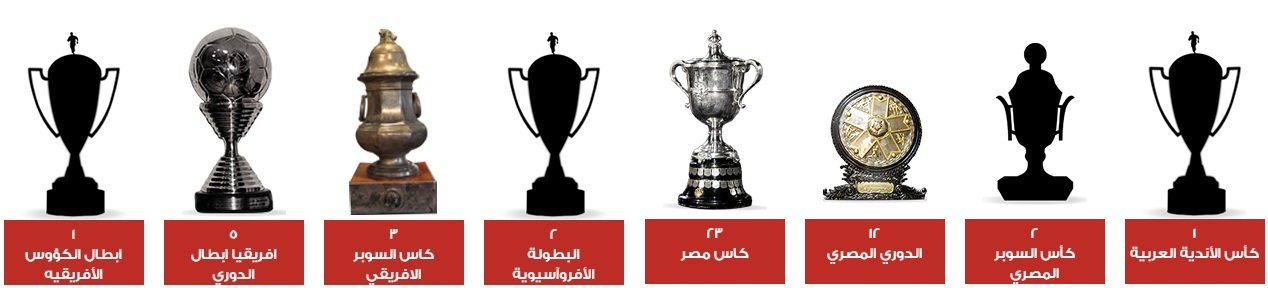 ١
كأس الأندية العربية
٢
كأس السوبر
المصري
١٢
الدوري المصري
٢٣
كاس مصر
٢
البطولة
الأفروآسيوية
٣
كاس السوبر
الافريقي
٥
افريقيا ابطال
الدوري
١
ابطال الكؤوس
الأفريقيه